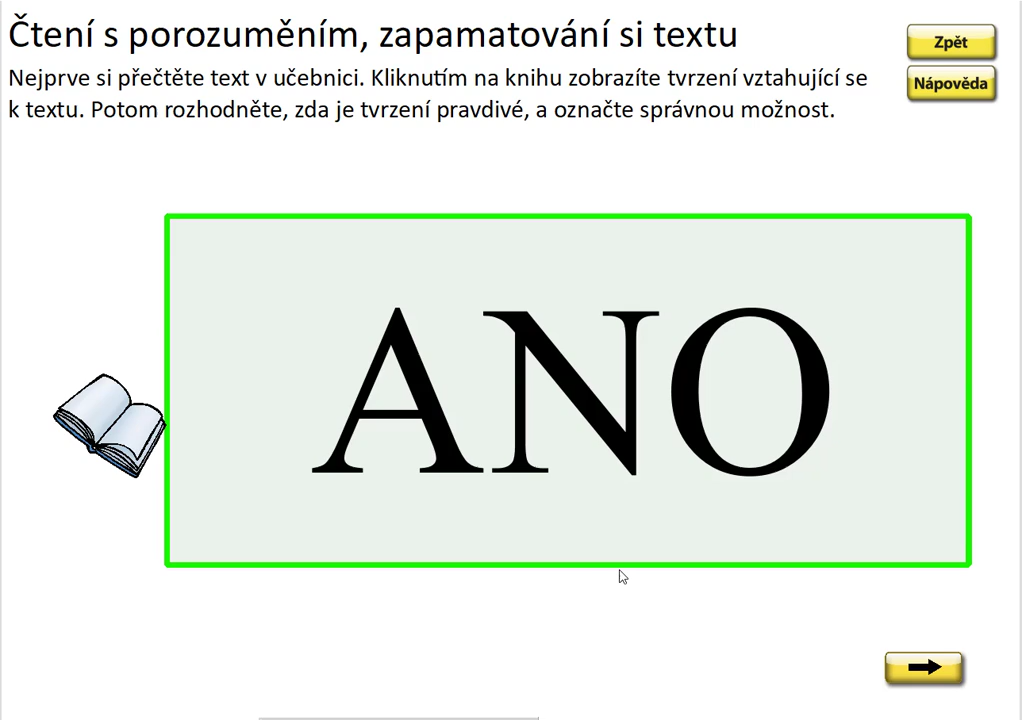 Čtení s porozuměním, zapamatování si textu
Zpět
Nejprve si přečtěte text v učebnici. Kliknutím na knihu zobrazíte tvrzení vztahující se
Nápověda
k textu. Potom rozhodněte, zda je tvrzení pravdivé, a označte správnou možnost.
ANO